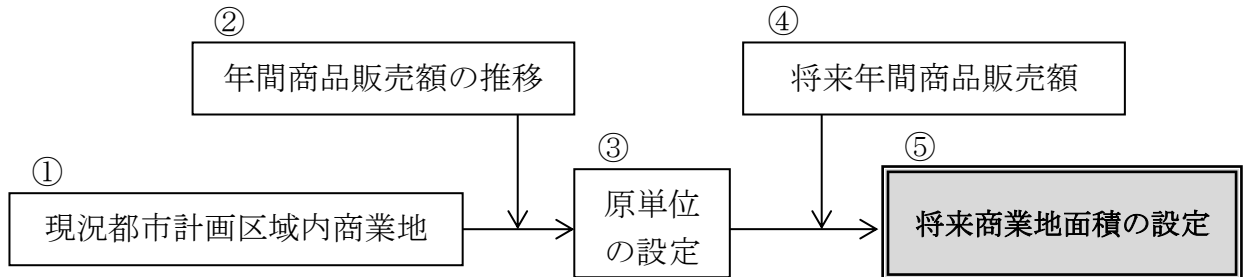 ②
年間商品販売額の推移
④
将来年間商品販売額
①
現況都市計画区域内商業地
③
原単位
の設定
⑤
将来商業地面積の設定